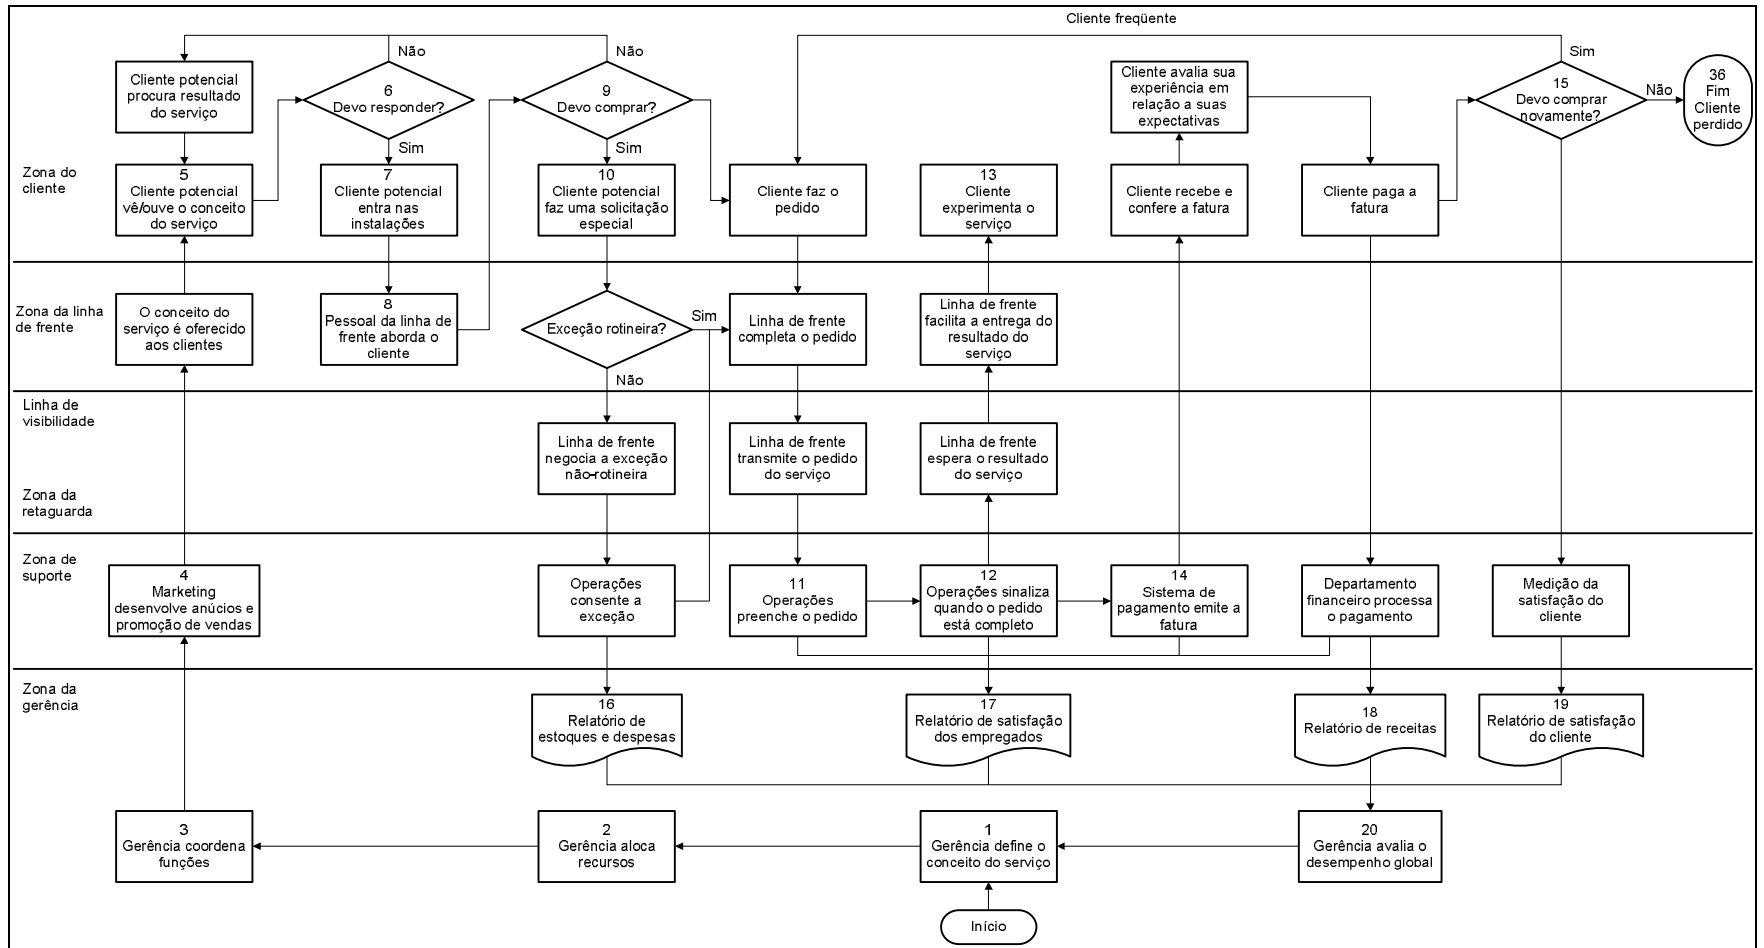 Cliente freqüente
Não
Não
Sim
Cliente potencial
procura resultado
do serviço
6
Devo responder?
9
Devo comprar?
Cliente avalia sua
experiência em
relação a suas
expectativas
15
Devo comprar
novamente?
Não
36
Fim
Cliente
perdido
Sim
Sim
Zona do
cliente
5
Cliente potencial
vê/ouve o conceito
do serviço
7
Cliente potencial
entra nas
instalações
10
Cliente potencial
faz uma solicitação
especial
Cliente faz o
pedido
13
Cliente
experimenta o
serviço
Cliente recebe e
confere a fatura
Cliente paga a
fatura
Zona da linha
de frente
O conceito do
serviço é oferecido
aos clientes
8
Pessoal da linha de
frente aborda o
cliente
Exceção rotineira?
Sim
Linha de frente
completa o pedido
Linha de frente
facilita a entrega do
resultado do
serviço
Não
Linha de
visibilidade
Linha de frente
negocia a exceção
não-rotineira
Linha de frente
transmite o pedido
do serviço
Linha de frente
espera o resultado
do serviço
Zona da
retaguarda
Zona de
suporte
4
Marketing
desenvolve anúcios e
promoção de vendas
Operações
consente a
exceção
11
Operações
preenche o pedido
12
Operações sinaliza
quando o pedido
está completo
14
Sistema de
pagamento emite a
fatura
Departamento
financeiro processa
o pagamento
Medição da
satisfação do
cliente
Zona da
gerência
16
Relatório de
estoques e despesas
17
Relatório de satisfação
dos empregados
18
Relatório de receitas
19
Relatório de satisfação
do cliente
3
Gerência coordena
funções
2
Gerência aloca
recursos
1
Gerência define o
conceito do serviço
20
Gerência avalia o
desempenho global
Início